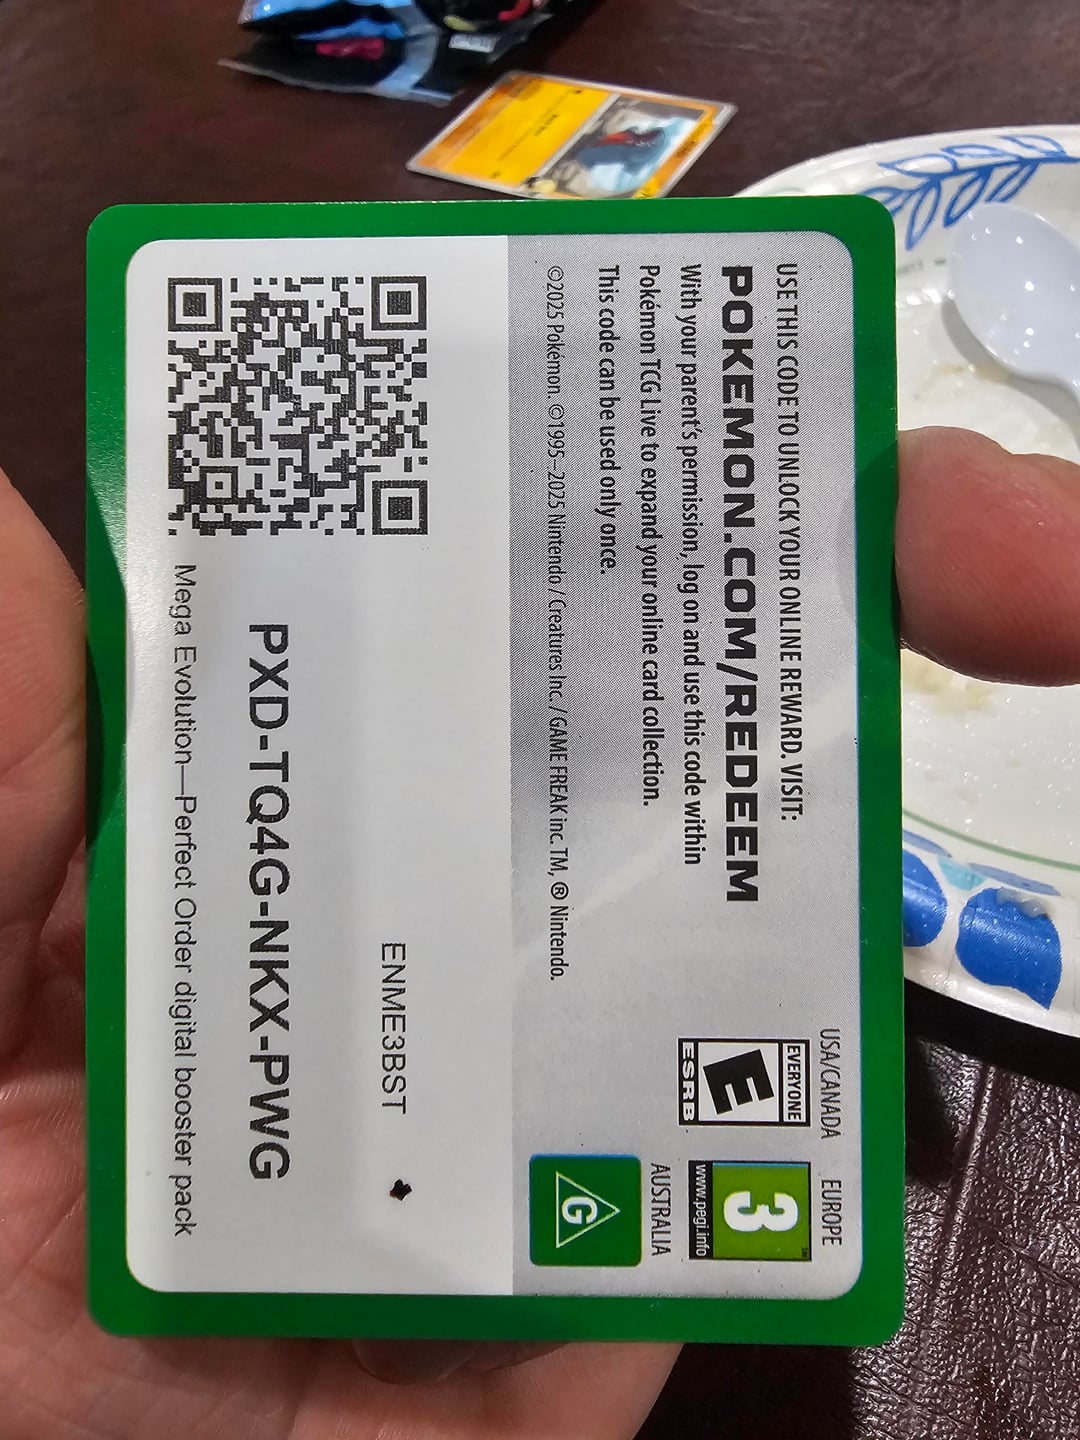 USE THIS CODE TO UNLOCK YOUR ONLINE REWARD. VISIT:
POKEMON.COM/REDEEM
With your parent's permission, log on and use this code within
Pokémon TCG Live to expand your online card collection.
This code can be used only once.
©2025 Pokémon. ©1995–2025 Nintendo / Creatures Inc. / GAME FREAK inc. TM, ® Nintendo.
USA/CANADA
EVERYONE
E
ESRB
EUROPE
3
www.pegi.info
AUSTRALIA
G
ENME3BST
PXD-TQ4G-NKX-PWG
Mega Evolution—Perfect Order digital booster pack